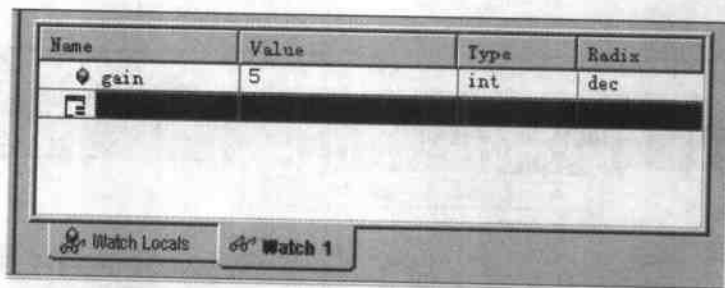 Name Value Type Radix
gain 5 int dec
Watch Locals Watch 1